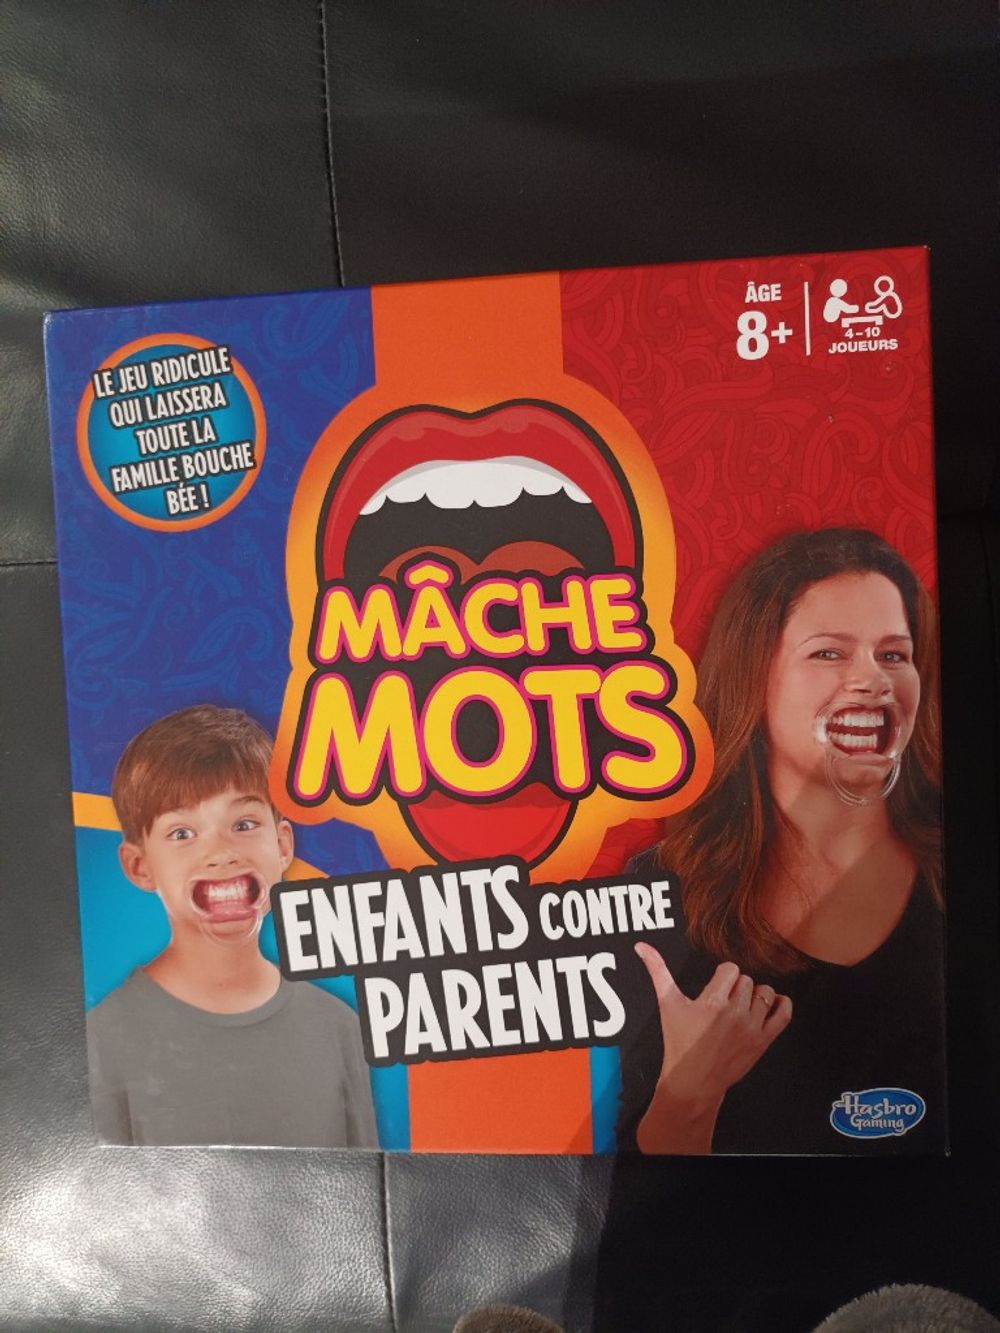 LE JEU RIDICULE
QUI LAISSERA
TOUTE LA
FAMILLE BOUCHE
BÉE !
ÂGE
8+
4-10
JOUEURS
MÂCHE
MOTS
ENFANTS CONTRE
PARENTS
Hasbro
Gaming